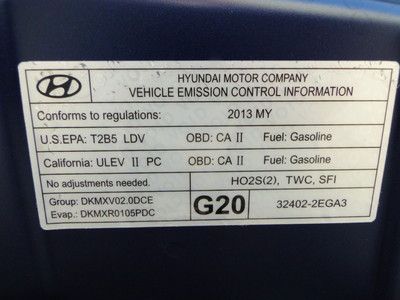 HYUNDAI MOTOR COMPANY
VEHICLE EMISSION CONTROL INFORMATION
Conforms to regulations: 2013 MY
U.S.EPA: T2B5 LDV OBD: CA II Fuel: Gasoline
California: ULEV II PC OBD: CA II Fuel: Gasoline
No adjustments needed. HO2S(2), TWC, SFI
Group: DKMXV02.0DCE
Evap.: DKMXR0105PDC
G20 32402-2EGA3